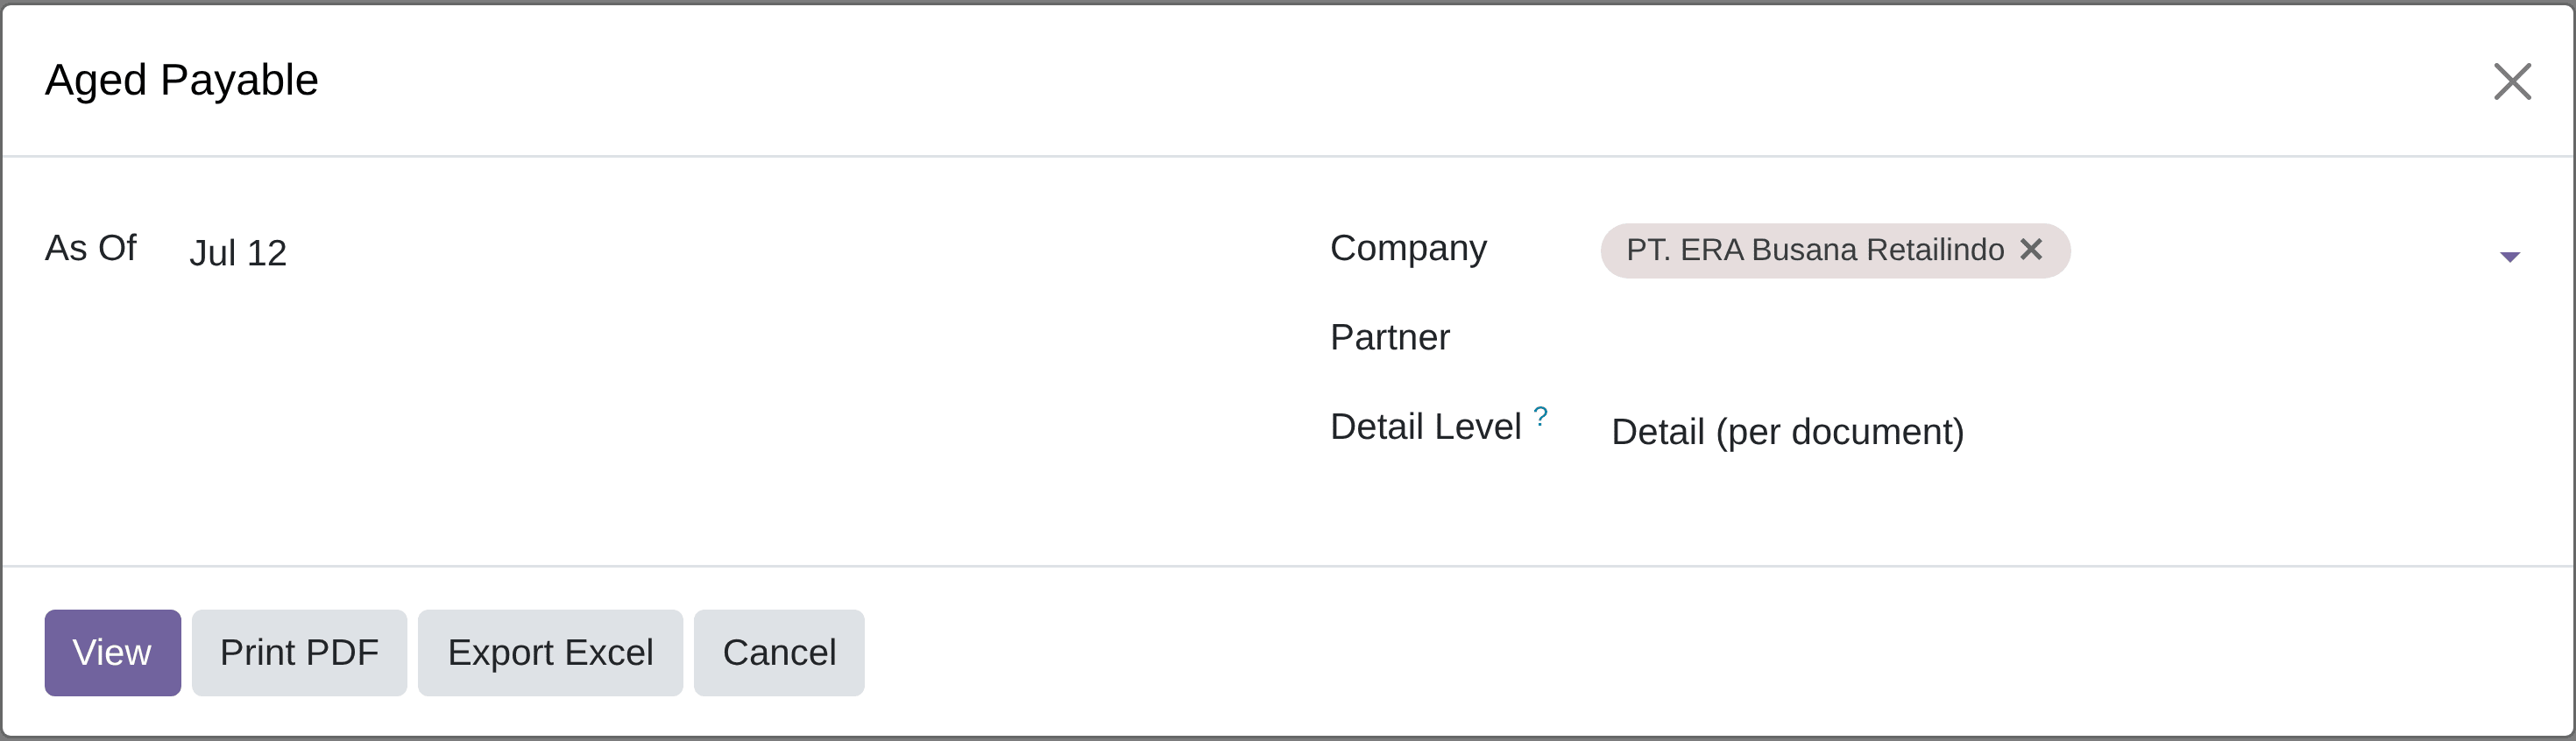 Aged Payable
As Of Jul 12
Company PT. ERA Busana Retailindo ✕
Partner
Detail Level ? Detail (per document)
View Print PDF Export Excel Cancel